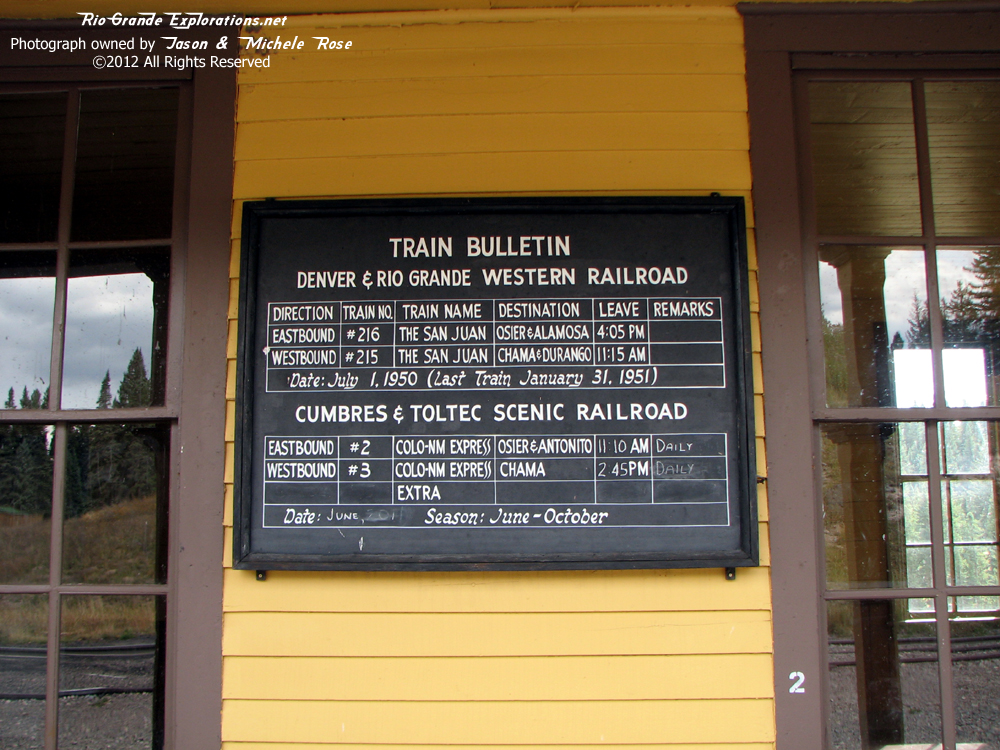 Rio Grande Explorations.net
Photograph owned by Jason & Michele Rose
©2012 All Rights Reserved
TRAIN BULLETIN
DENVER & RIO GRANDE WESTERN RAILROAD
DIRECTION TRAIN NO. TRAIN NAME DESTINATION LEAVE REMARKS
EASTBOUND #216 THE SAN JUAN OSIER & ALAMOSA 4:05 PM
WESTBOUND #215 THE SAN JUAN CHAMA & DURANGO 11:15 AM
Date: July 1, 1950 (Last Train January 31, 1951)
CUMBRES & TOLTEC SCENIC RAILROAD
EASTBOUND #2 COLO-NM EXPRESS OSIER & ANTONITO 11:10 AM DAILY
WESTBOUND #3 COLO-NM EXPRESS CHAMA 2:45 PM DAILY
EXTRA
Date: JUNE, Season: June-October
2